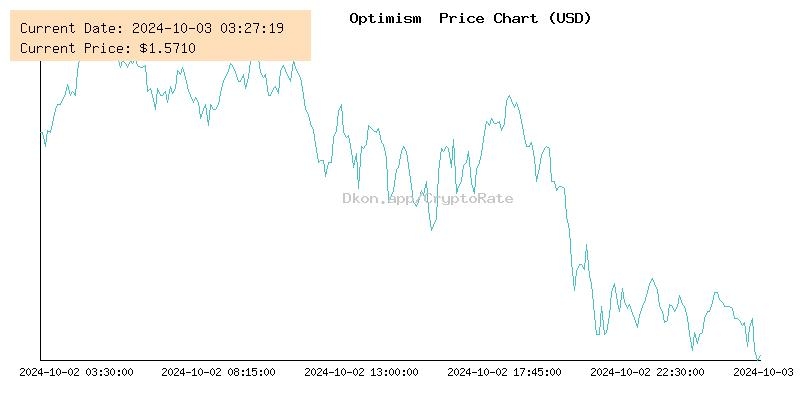 Optimism Price Chart (USD)
Current Date: 2024-10-03 03:27:19
Current Price: $1.5710
Dkon.app/CryptoRate
2024-10-02 03:30:00 2024-10-02 08:15:00 2024-10-02 13:00:00 2024-10-02 17:45:00 2024-10-02 22:30:00 2024-10-03